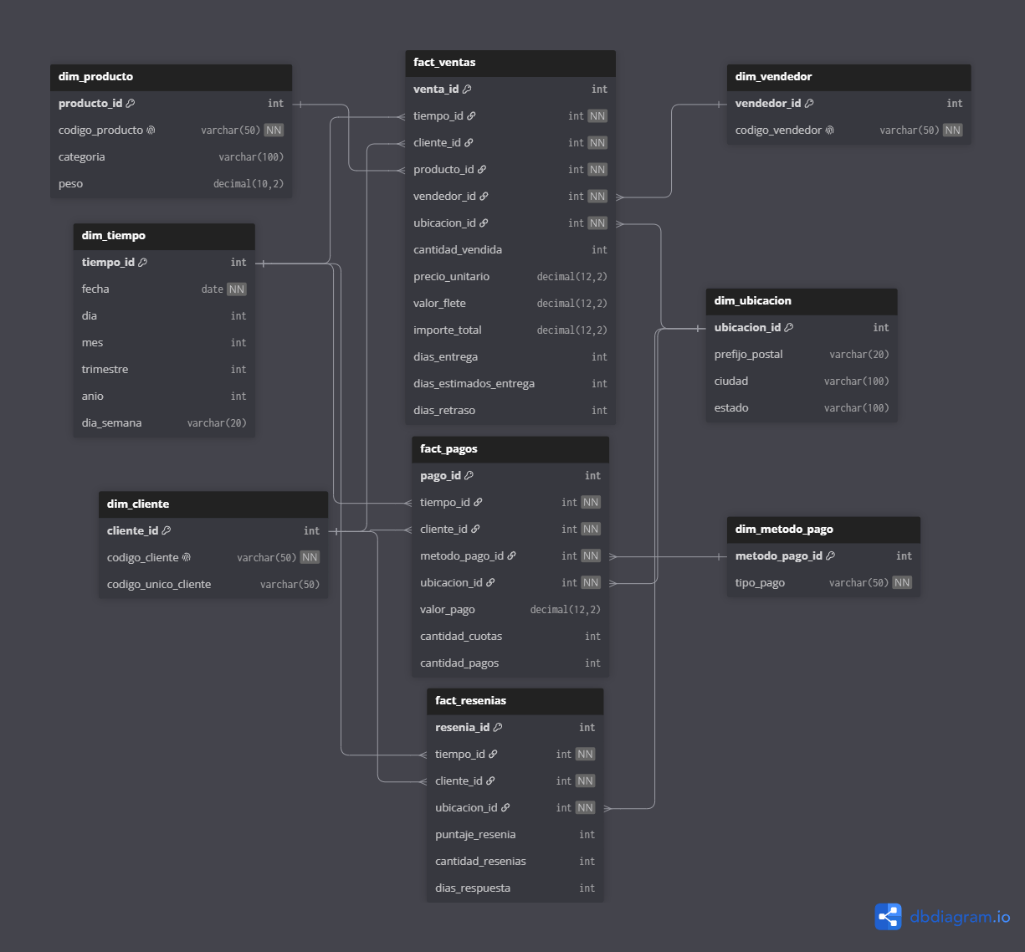 dim_producto
producto_id int
codigo_producto varchar(50) NN
categoria varchar(100)
peso decimal(10,2)
dim_tiempo
tiempo_id int
fecha date NN
dia int
mes int
trimestre int
anio int
dia_semana varchar(20)
dim_cliente
cliente_id int
codigo_cliente varchar(50) NN
codigo_unico_cliente varchar(50)
fact_ventas
venta_id int
tiempo_id int NN
cliente_id int NN
producto_id int NN
vendedor_id int NN
ubicacion_id int NN
cantidad_vendida int
precio_unitario decimal(12,2)
valor_flete decimal(12,2)
importe_total decimal(12,2)
dias_entrega int
dias_estimados_entrega int
dias_retraso int
fact_pagos
pago_id int
tiempo_id int NN
cliente_id int NN
metodo_pago_id int NN
ubicacion_id int NN
valor_pago decimal(12,2)
cantidad_cuotas int
cantidad_pagos int
fact_resenias
resenia_id int
tiempo_id int NN
cliente_id int NN
ubicacion_id int NN
puntaje_resenia int
cantidad_resenias int
dias_respuesta int
dim_vendedor
vendedor_id int
codigo_vendedor varchar(50) NN
dim_ubicacion
ubicacion_id int
prefijo_postal varchar(20)
ciudad varchar(100)
estado varchar(100)
dim_metodo_pago
metodo_pago_id int
tipo_pago varchar(50) NN
dbdiagram.io